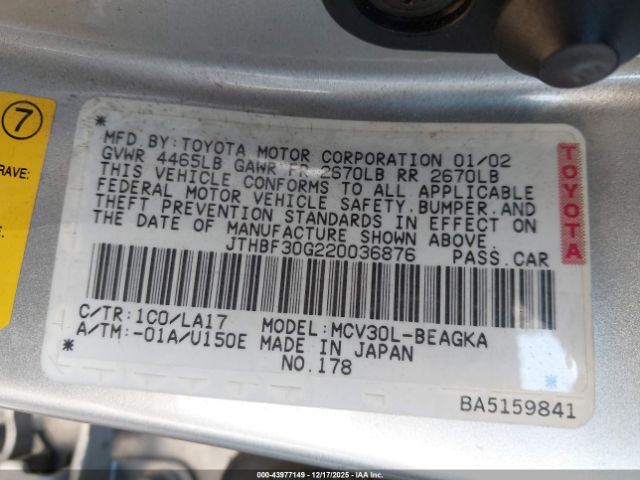 7
RAVE:
*
MFD.BY:TOYOTA MOTOR CORPORATION 01/02
GVWR 4465LB GAWR FR 2670LB RR 2670LB
THIS VEHICLE CONFORMS TO ALL APPLICABLE
FEDERAL MOTOR VEHICLE SAFETY,BUMPER,AND
THEFT PREVENTION STANDARDS IN EFFECT ON
THE DATE OF MANUFACTURE SHOWN ABOVE.
JTHBF30G220036876 PASS.CAR
TOYOTA
C/TR:1C0/LA17 MODEL:MCV30L-BEAGKA
A/TM:-01A/U150E MADE IN JAPAN
*
NO.178
BA5159841
000-43977149 | 12/17/2025 - IAAI.COM